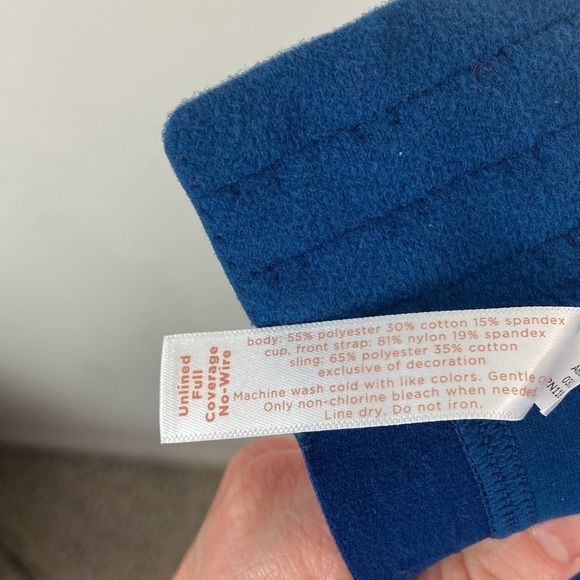 Unlined
Full
Coverage
No-Wire
body: 55% polyester 30% cotton 15% spandex
cup, front strap: 81% nylon 19% spandex
sling: 65% polyester 35% cotton
exclusive of decoration
Machine wash cold with like colors. Gentle
Only non-chlorine bleach when needed.
Line dry. Do not iron.